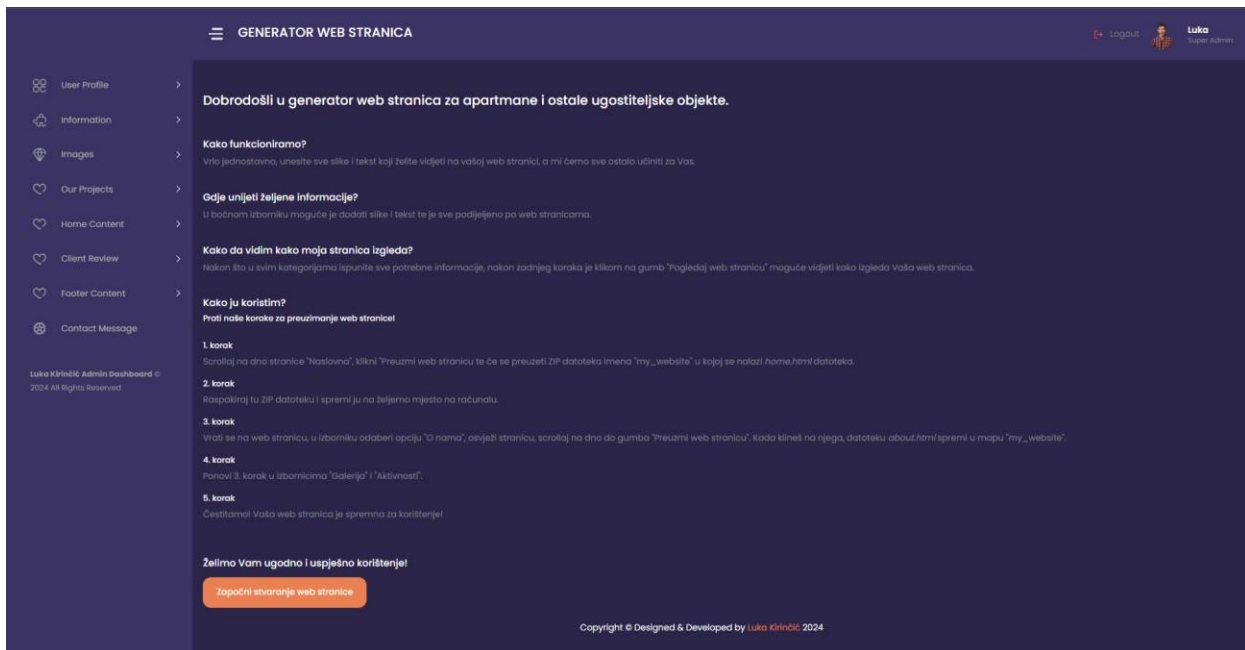 GENERATOR WEB STRANICA
Logout
Luka
Super Admin
User Profile
Information
Images
Our Projects
Home Content
Client Review
Footer Content
Contact Message
Luka Kirinčić Admin Dashboard ©
2024 All Rights Reserved
Dobrodošli u generator web stranica za apartmane i ostale ugostiteljske objekte.
Kako funkcioniramo?
Vrlo jednostavno, unesite sve slike i tekst koji želite vidjeti na vašoj web stranici, a mi ćemo sve ostalo učiniti za Vas.
Gdje unijeti željene informacije?
U bočnom izborniku moguće je dodati slike i tekst te je sve podijeljeno po web stranicama.
Kako da vidim kako moja stranica izgleda?
Nakon što u svim kategorijama ispunite sve potrebne informacije, nakon zadnjeg koraka je klikom na gumb "Pogledaj web stranicu" moguće vidjeti kako izgleda Vaša web stranica.
Kako ju koristim?
Prati naše korake za preuzimanje web stranice!
1. korak
Scrollaj na dno stranice "Naslovna", klikni "Preuzmi web stranicu te će se preuzeti ZIP datoteka imena "my_website" u kojoj se nalazi home.html datoteka.
2. korak
Raspakiraj tu ZIP datoteku i spremi ju na željeno mjesto na računalu.
3. korak
Vrati se na web stranicu, u izborniku odaberi opciju "O nama", osvježi stranicu, scrollaj na dno do gumba "Preuzmi web stranicu". Kada klineš na njega, datoteku about.html spremi u mapu "my_website".
4. korak
Ponovi 3. korak u izbornicima "Galerija" i "Aktivnosti".
5. korak
Čestitamo! Vaša web stranica je spremna za korištenje!
Želimo Vam ugodno i uspješno korištenje!
Započni stvaranje web stranice
Copyright © Designed & Developed by Luka Kirinčić 2024